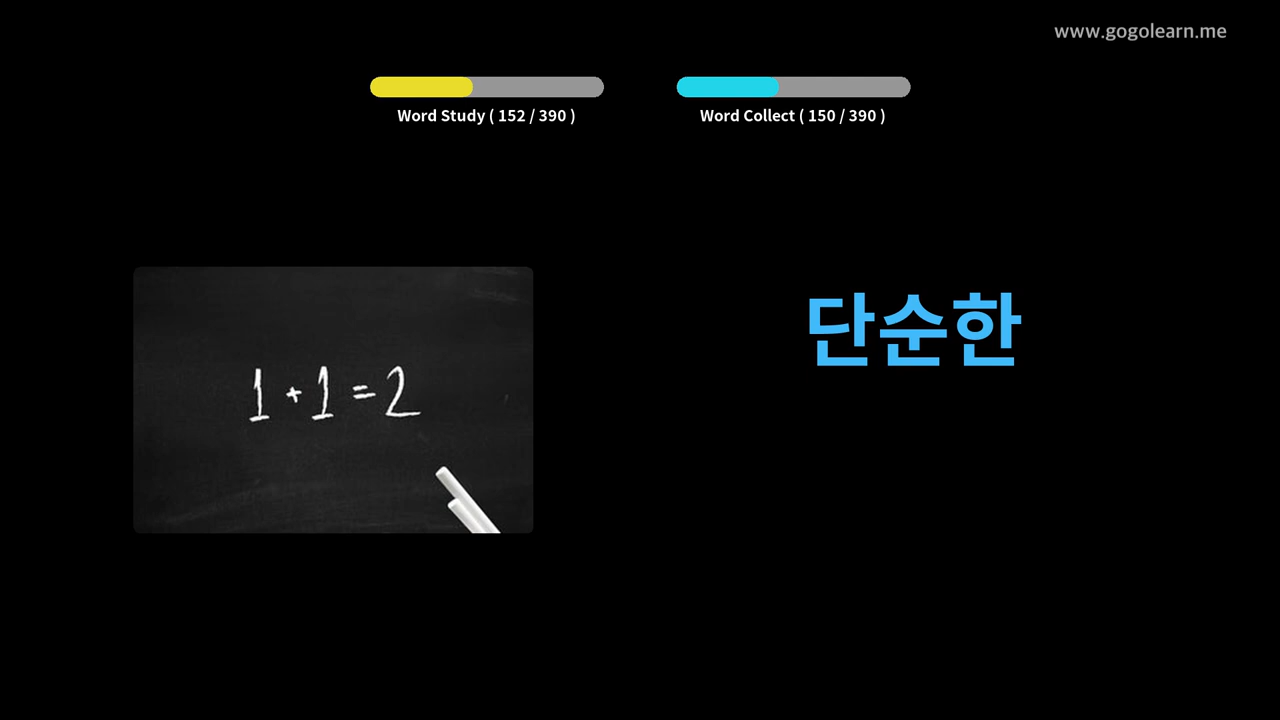 www.gogolearn.me
Word Study ( 152 / 390 )
Word Collect ( 150 / 390 )
1 + 1 = 2
단순한